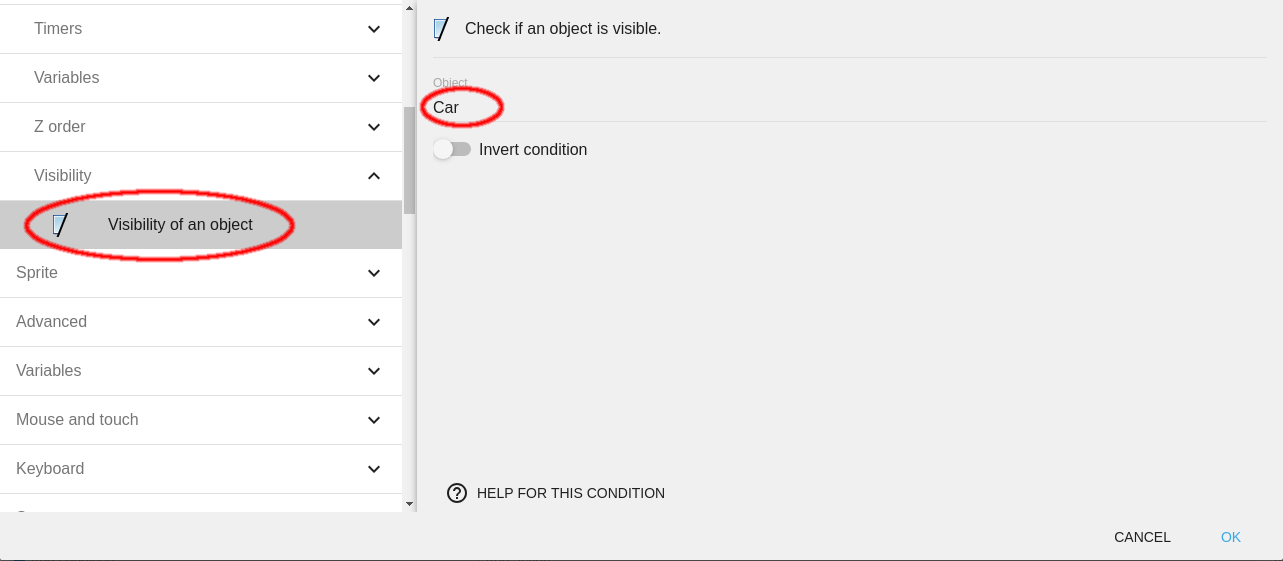 Timers
Variables
Z order
Visibility
Visibility of an object
Sprite
Advanced
Variables
Mouse and touch
Keyboard
Check if an object is visible.
Object
Car
Invert condition
HELP FOR THIS CONDITION
CANCEL
OK